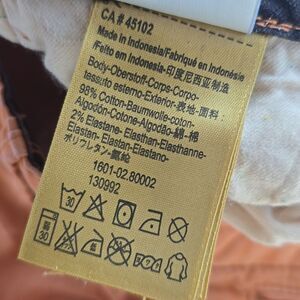 CA # 45102
Made in Indonesia/Fabriqué en Indonésie
/Feito em Indonesia-印度尼西亚制造
Body-Oberstoff-Corps-Corpo-
tessuto esterno-Exterior-表地-面料:
98% Cotton-Baumwolle-coton-
Algodón-Cotone-Algodão-綿-棉
2% Elastane-Elasthan-Elasthanne-
Elastan-Elastan-Elastano-
ポリウレタン-氨纶
1601-02.80002
130992
30